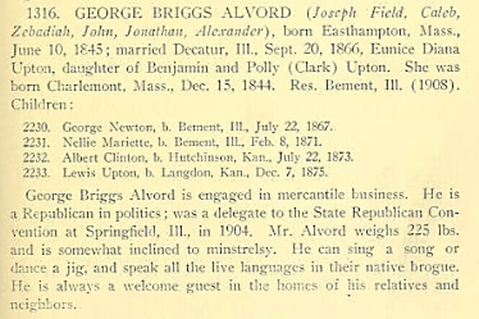 1316. GEORGE BRIGGS ALVORD (Joseph Field, Caleb,
Zebadiah, John, Jonathan, Alexander), born Easthampton, Mass.,
June 10, 1845; married Decatur, Ill., Sept. 20, 1866, Eunice Diana
Upton, daughter of Benjamin and Polly (Clark) Upton. She was
born Charlemont, Mass., Dec. 15, 1844. Res. Bement, Ill. (1908).
Children:
2230. George Newton, b. Bement, Ill., July 22, 1867.
2231. Nellie Mariette, b. Bement, Ill., Feb. 8, 1871.
2232. Albert Clinton, b. Hutchinson, Kan., July 22, 1873.
2233. Lewis Upton, b. Langdon, Kan., Dec. 7, 1875.
George Briggs Alvord is engaged in mercantile business. He is
a Republican in politics; was a delegate to the State Republican Con-
vention at Springfield, Ill., in 1904. Mr. Alvord weighs 225 lbs.
and is somewhat inclined to minstrelsy. He can sing a song or
dance a jig, and speak all the live languages in their native brogue.
He is always a welcome guest in the homes of his relatives and
neighbors.